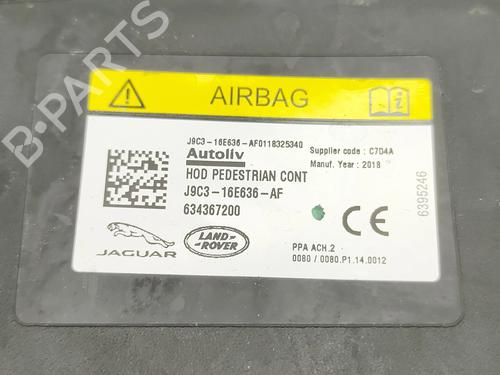 B-PARTS
AIRBAG
J9C3-16E636-AF0118325340
Autoliv
Supplier code : C7D4A
Manuf. Year : 2018
HOD PEDESTRIAN CONT
J9C3-16E636-AF
634367200
CE
6395246
JAGUAR
LAND-
-ROVER
PPA ACH.2
0080 / 0080.P1.14.0012